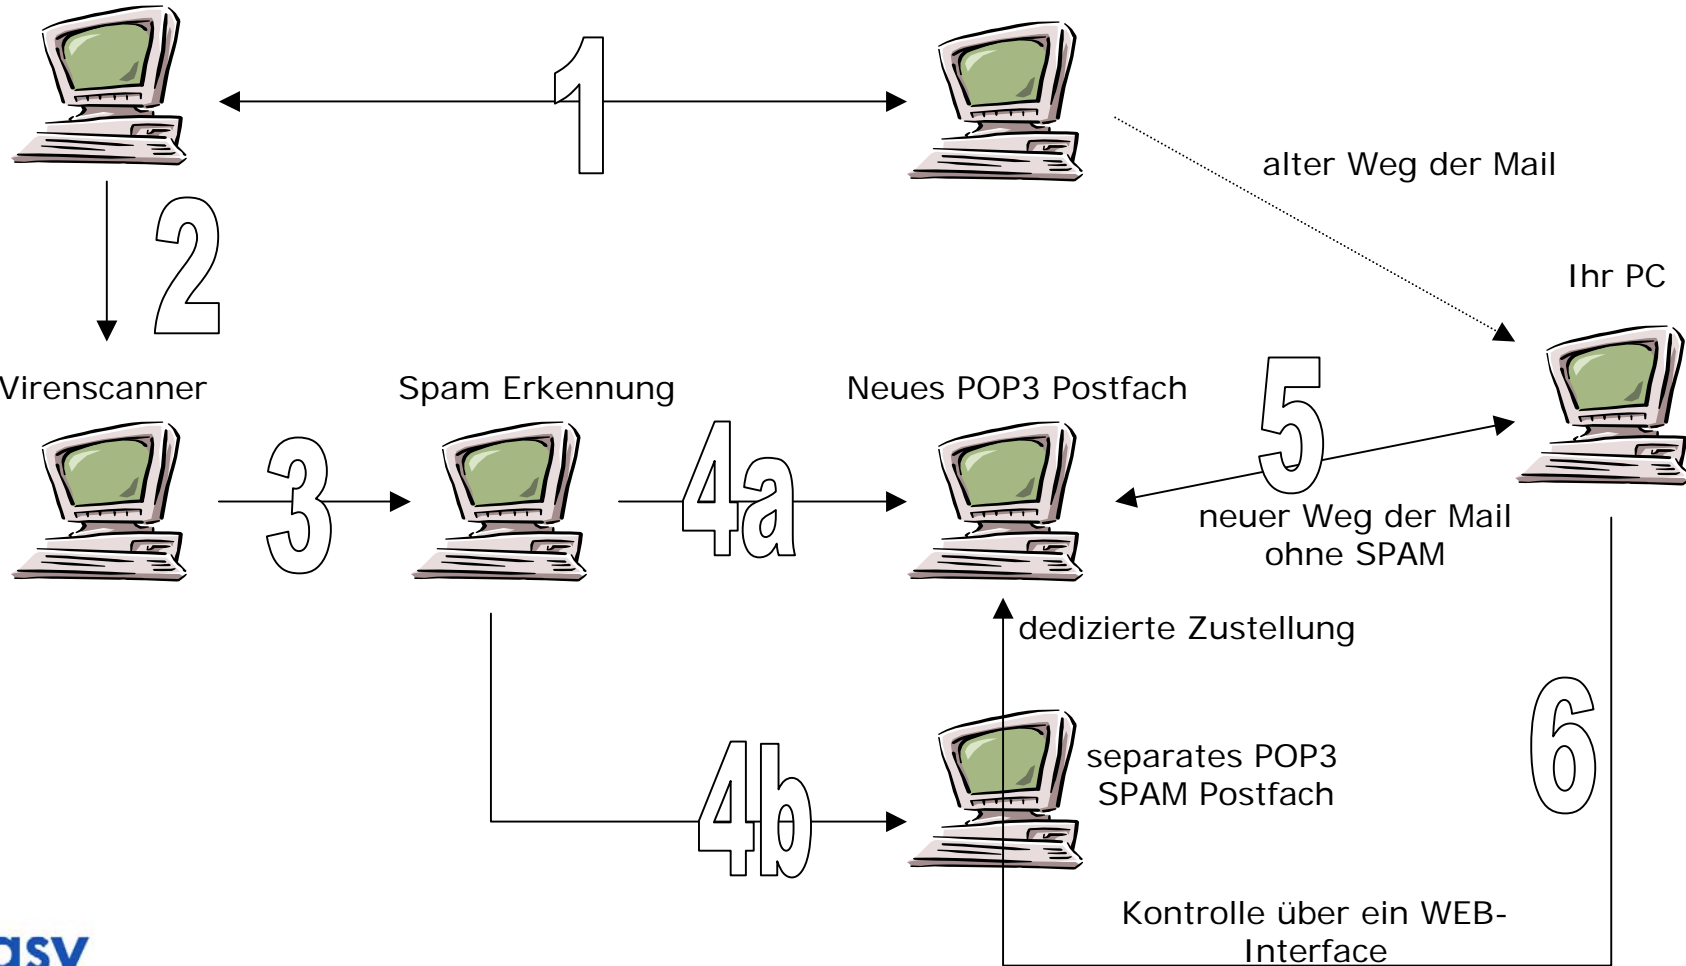 1
alter Weg der Mail
2
Ihr PC
Virenscanner
Spam Erkennung
Neues POP3 Postfach
5
3
4a
neuer Weg der Mail
ohne SPAM
dedizierte Zustellung
6
4b
separates POP3
SPAM Postfach
Kontrolle über ein WEB-
Interface